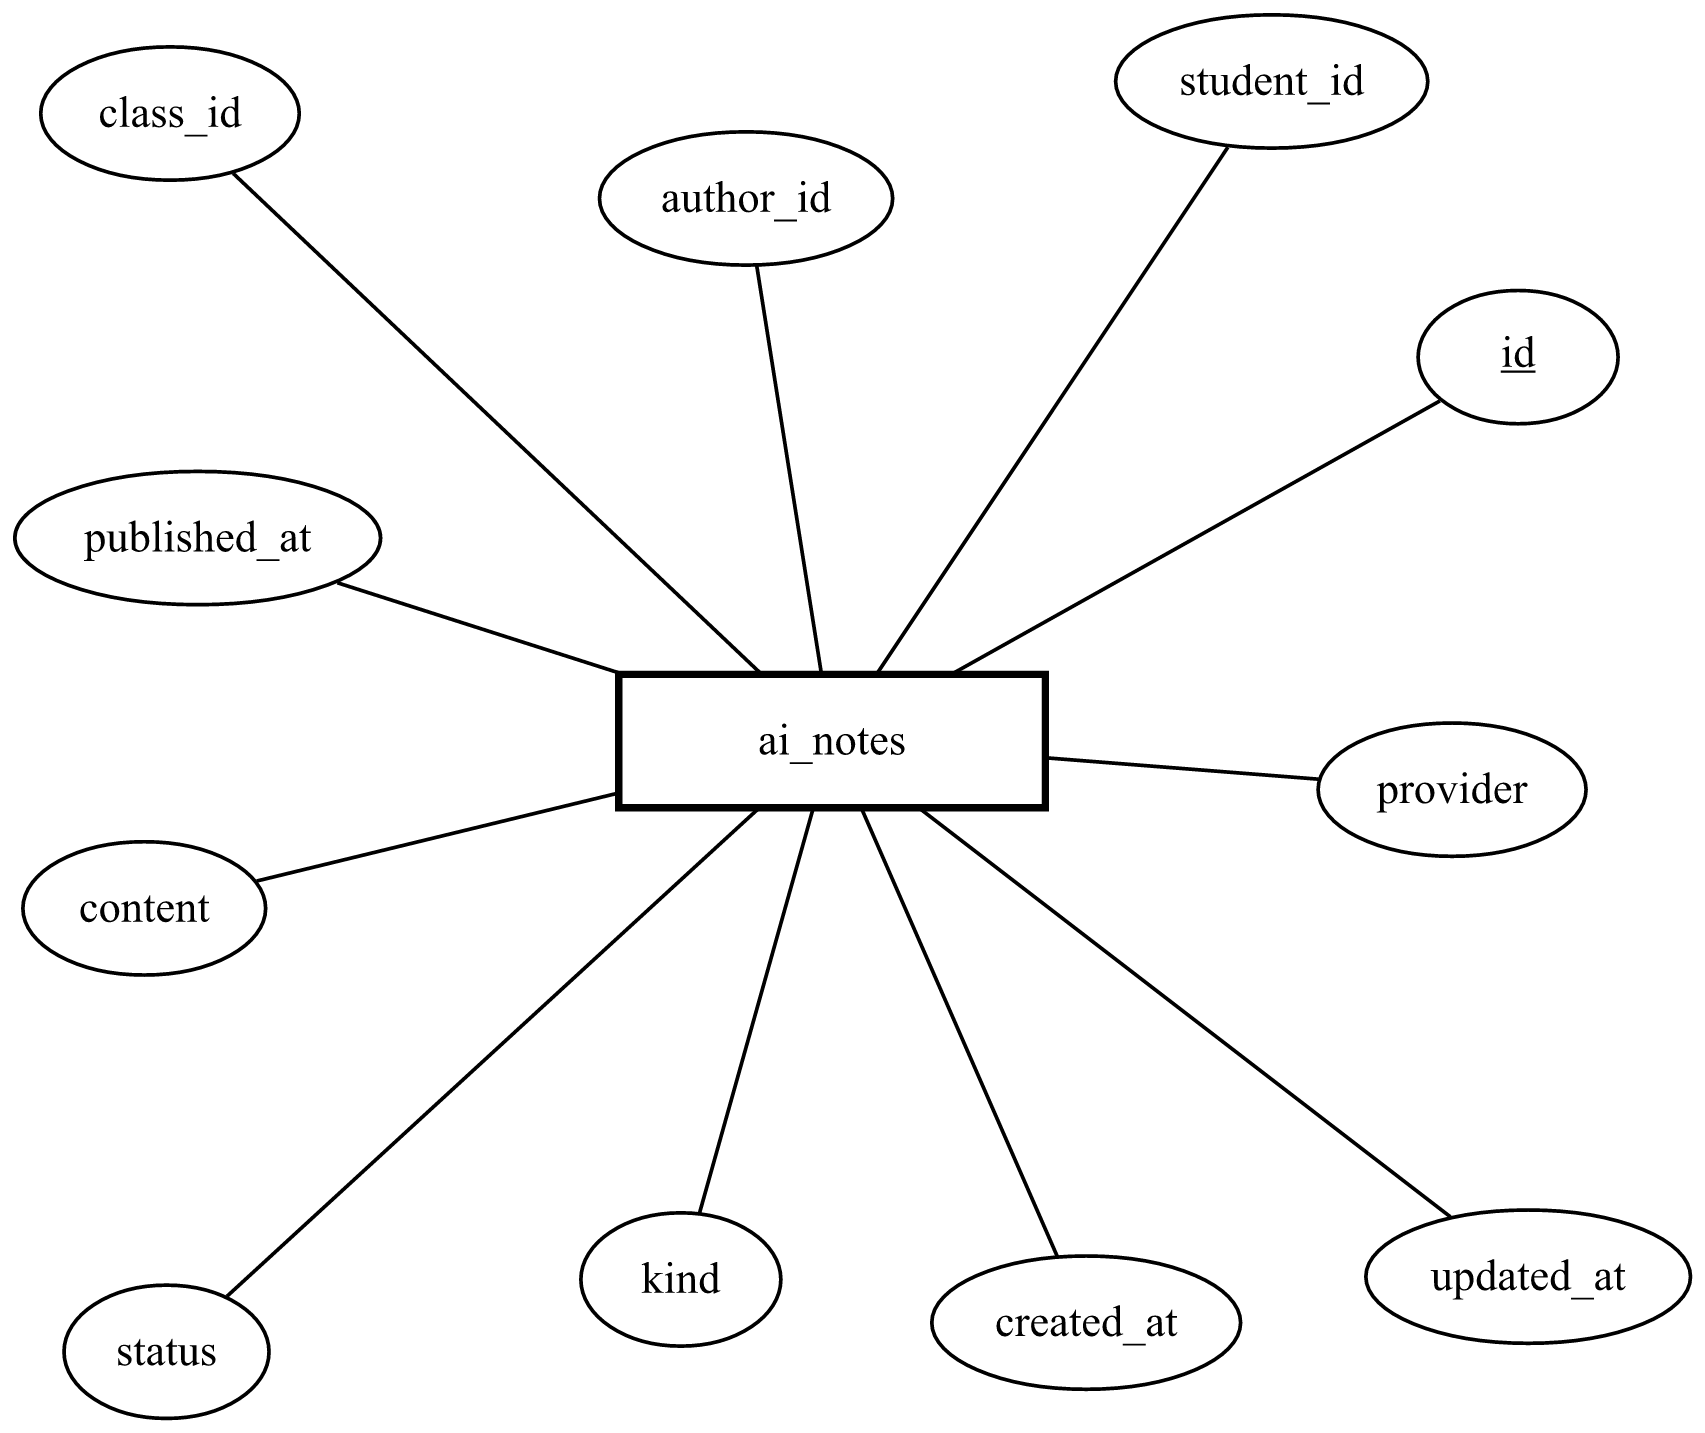 student_id
class_id
author_id
id
published_at
ai_notes
provider
content
updated_at
kind
created_at
status